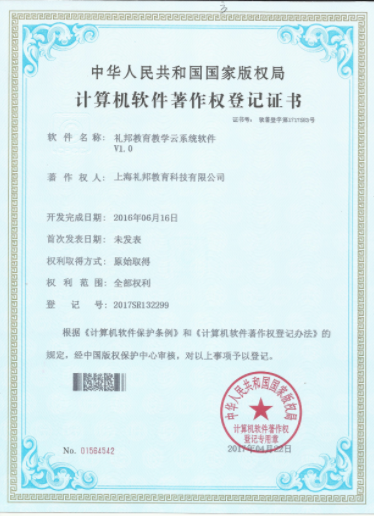 中华人民共和国国家版权局
计算机软件著作权登记证书
证书号: 软著登字第1717583号
软件名称: 礼邦教育教学云系统软件
V1.0
著作权人: 上海礼邦教育科技有限公司
开发完成日期: 2016年06月16日
首次发表日期: 未发表
权利取得方式: 原始取得
权利范围: 全部权利
登记号: 2017SR132299
根据《计算机软件保护条例》和《计算机软件著作权登记办法》的
规定，经中国版权保护中心审核，对以上事项予以登记。
中华人民共和国国家版权局
计算机软件著作权
登记专用章
No. 01564542
2017年04月22日